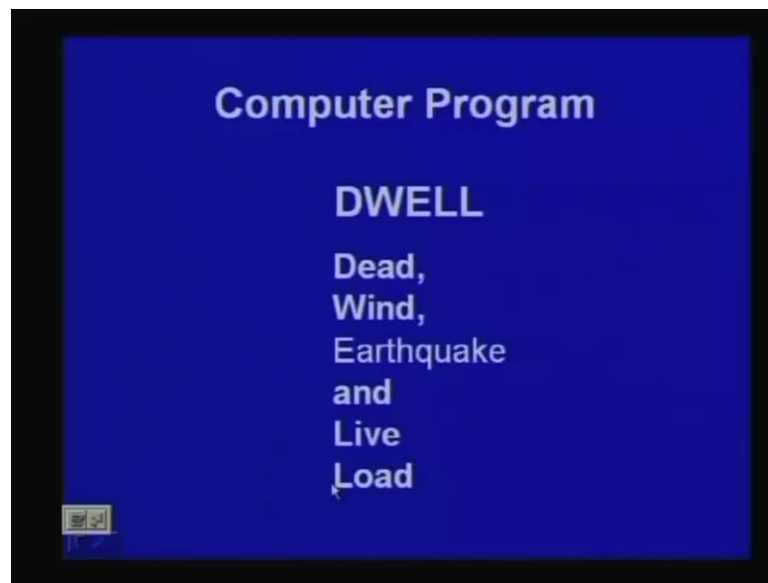 Computer Program
DWELL
Dead,
Wind,
Earthquake
and
Live
Load